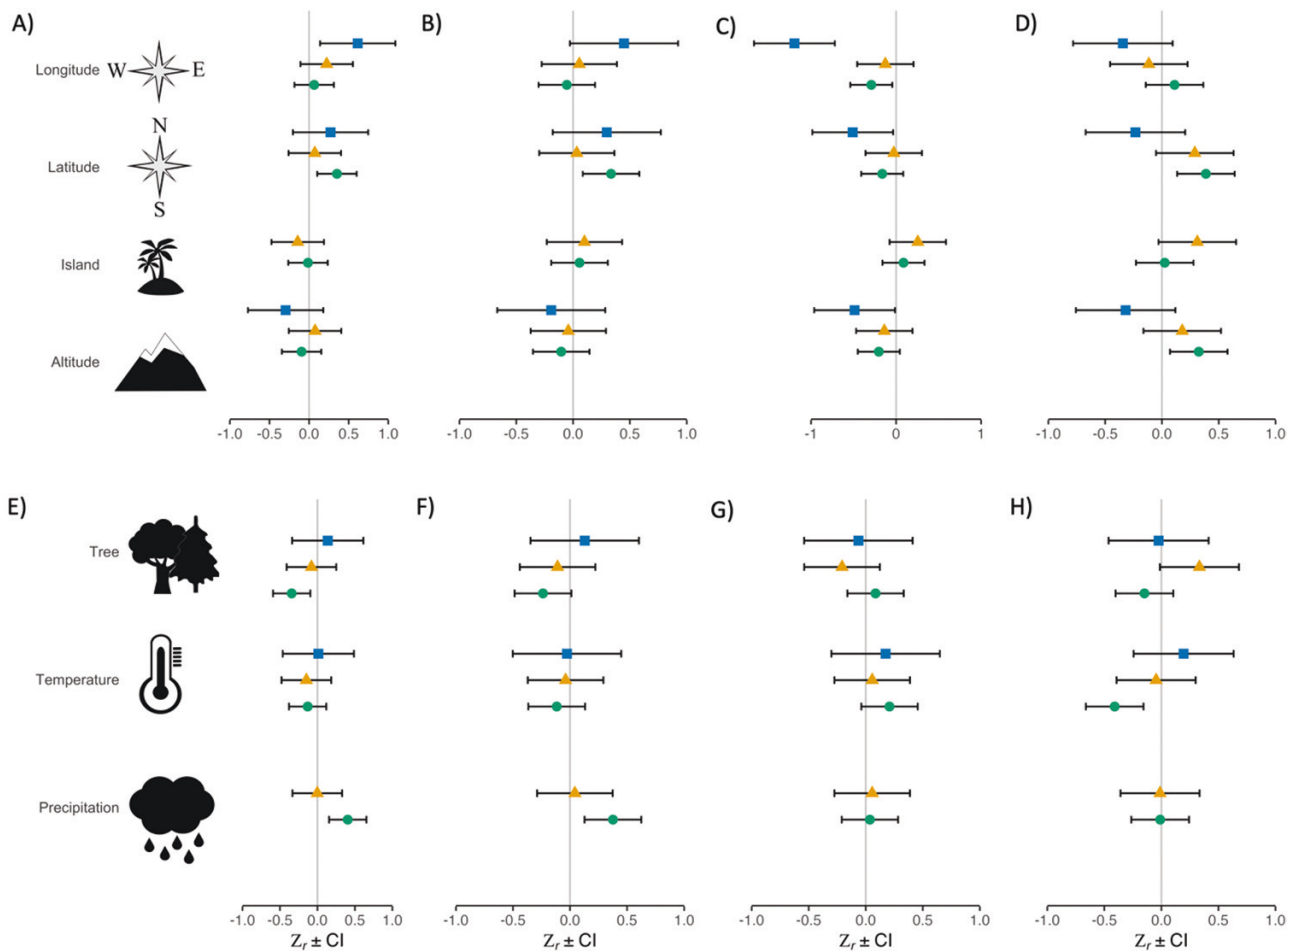 A) B) C) D)
Longitude W E
N
Latitude
S
Island
Altitude
-1.0 -0.5 0.0 0.5 1.0 -1.0 -0.5 0.0 0.5 1.0 -1 0 1 -1.0 -0.5 0.0 0.5 1.0
E) F) G) H)
Tree
Temperature
Precipitation
-1.0 -0.5 0.0 0.5 1.0 -1.0 -0.5 0.0 0.5 1.0 -1.0 -0.5 0.0 0.5 1.0 -1.0 -0.5 0.0 0.5 1.0
Zr ± CI Zr ± CI Zr ± CI Zr ± CI